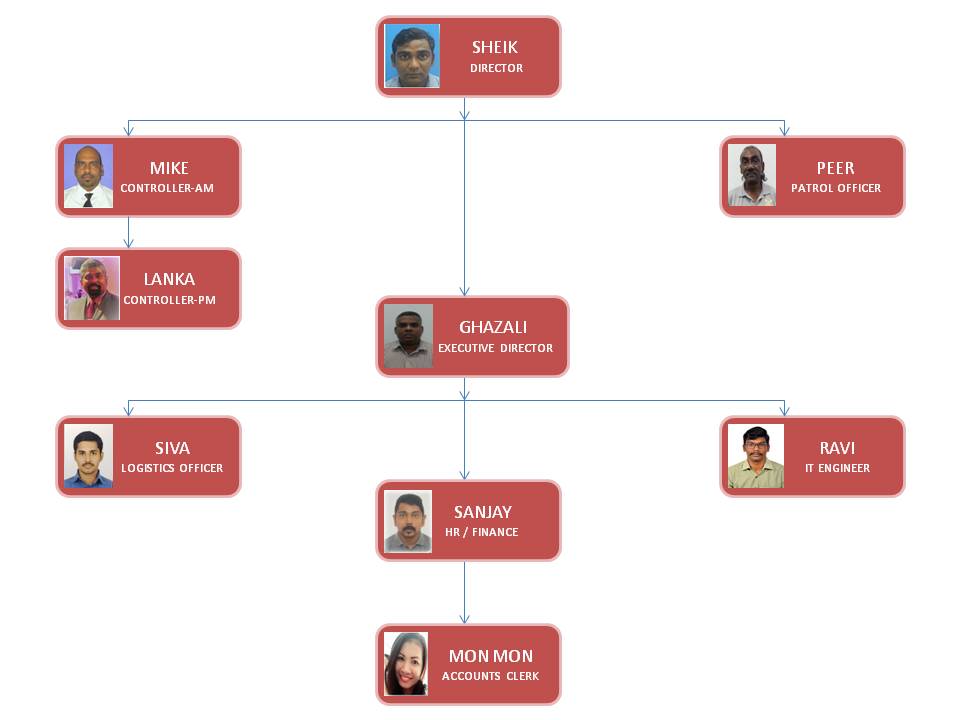 SHEIK
DIRECTOR
MIKE
CONTROLLER-AM
PEER
PATROL OFFICER
LANKA
CONTROLLER-PM
GHAZALI
EXECUTIVE DIRECTOR
SIVA
LOGISTICS OFFICER
RAVI
IT ENGINEER
SANJAY
HR / FINANCE
MON MON
ACCOUNTS CLERK